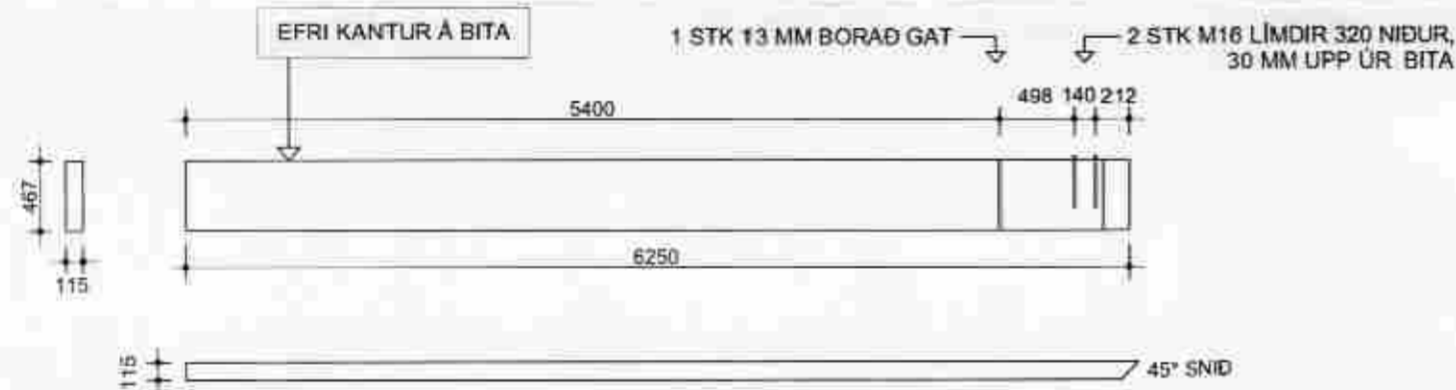 EFRI KANTUR Á BITA
1 STK 13 MM BORAÐ GAT
2 STK M16 LÍMDIR 320 NIÐUR,
30 MM UPP ÚR BITA
5400
498
140
212
467
115
6250
115
45° SNIÐ